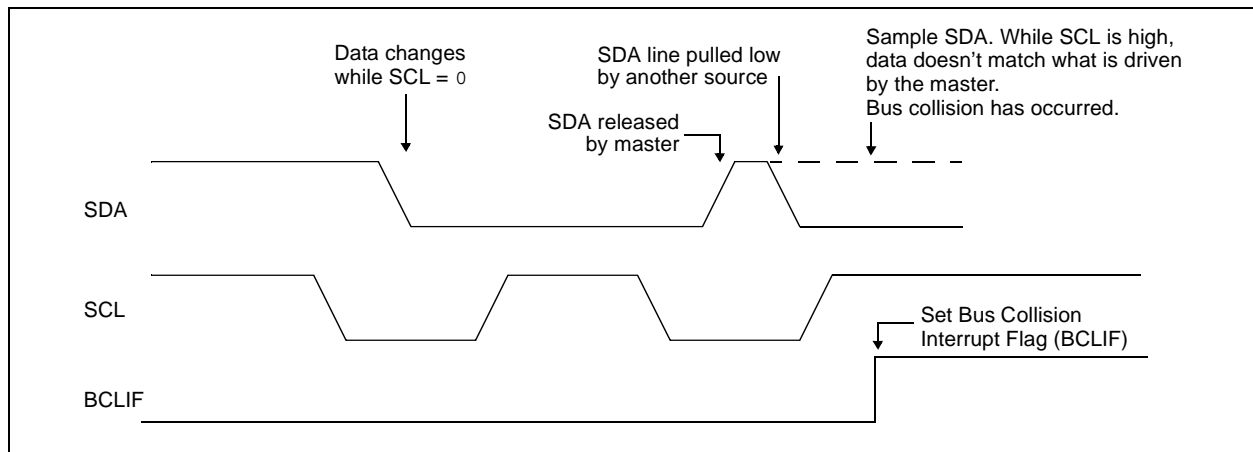 Data changes
while SCL = 0
SDA line pulled low
by another source
Sample SDA. While SCL is high,
data doesn’t match what is driven
by the master.
Bus collision has occurred.
SDA released
by master
SDA
SCL
Set Bus Collision
Interrupt Flag (BCLIF)
BCLIF